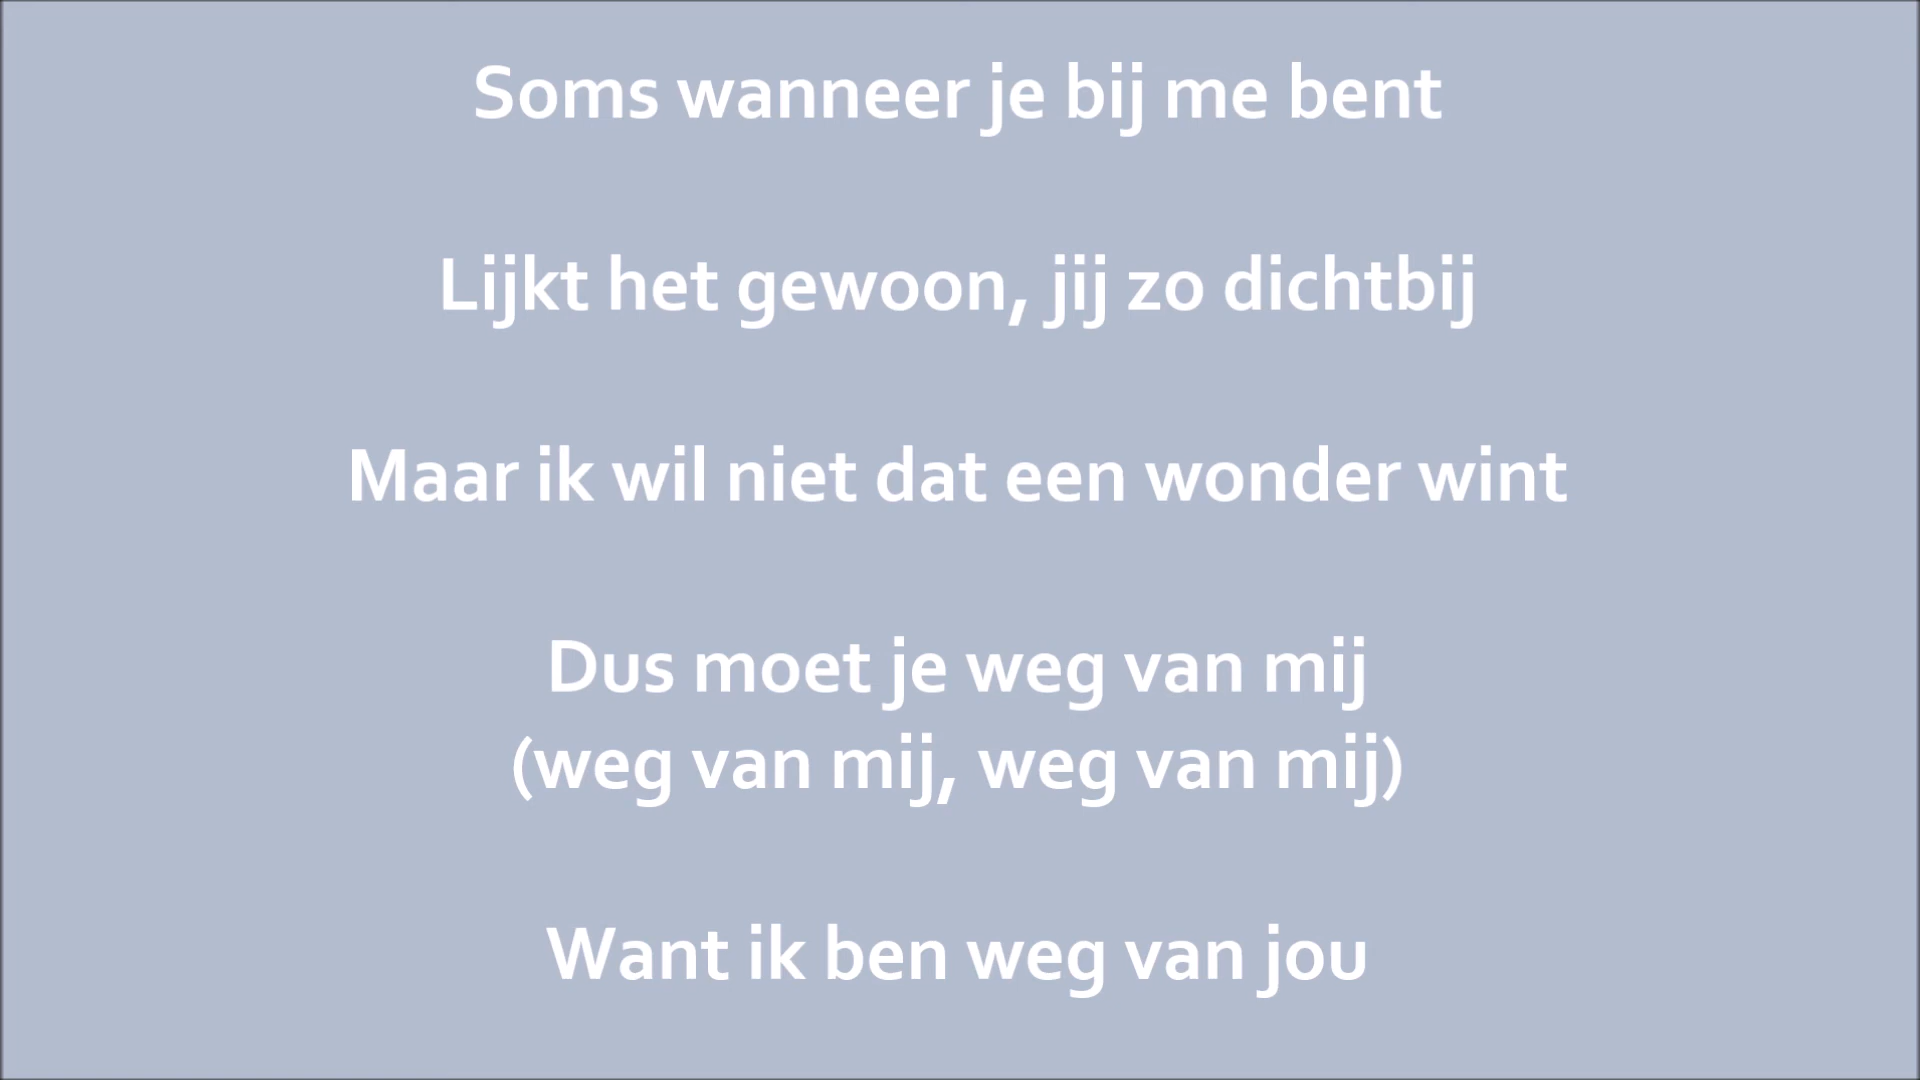 Soms wanneer je bij me bent
Lijkt het gewoon, jij zo dichtbij
Maar ik wil niet dat een wonder wint
Dus moet je weg van mij
(weg van mij, weg van mij)
Want ik ben weg van jou